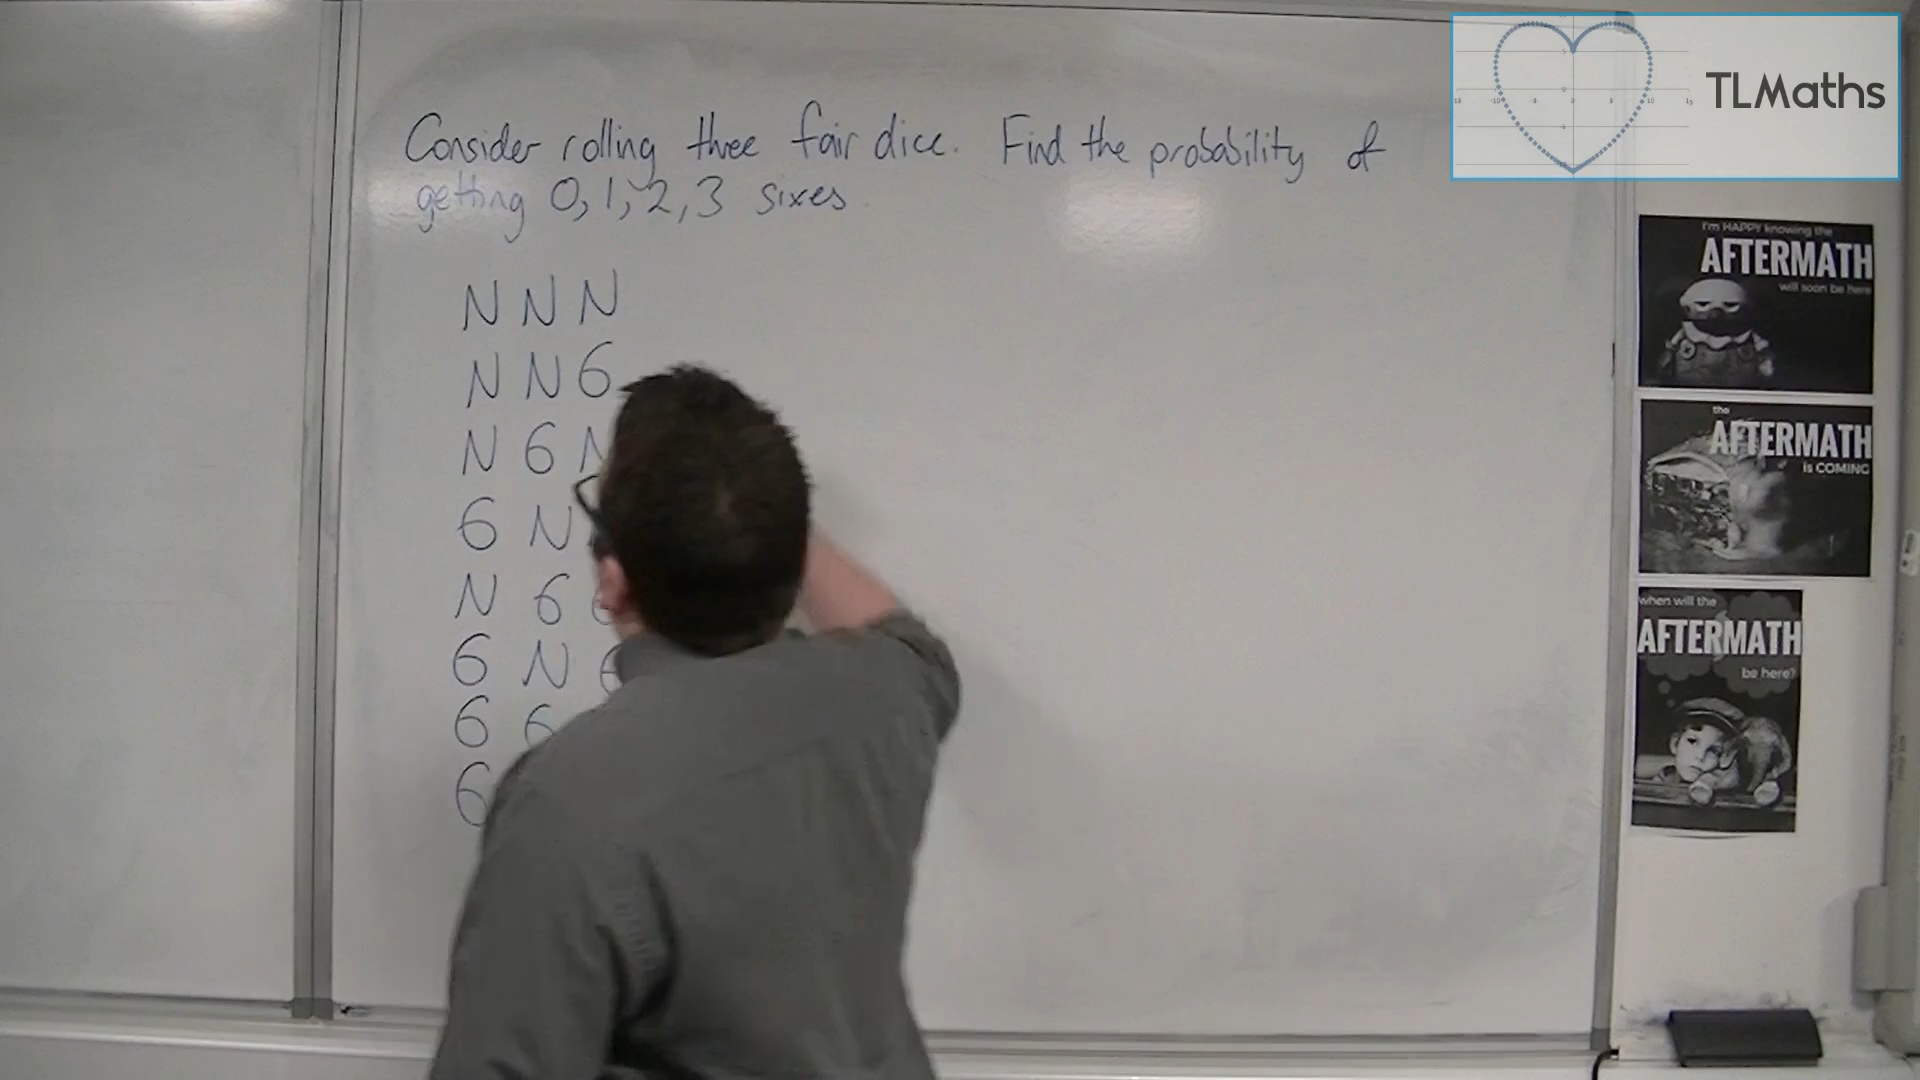 TLMaths
Consider rolling three fair dice. Find the probability of
getting 0, 1, 2, 3 sixes
N N N
N N 6
N 6 N
6 N
N 6
6 N 6
6 6
6
I'm HAPPY knowing the
AFTERMATH
will soon be here
the
AFTERMATH
is COMING
when will the
AFTERMATH
be here?